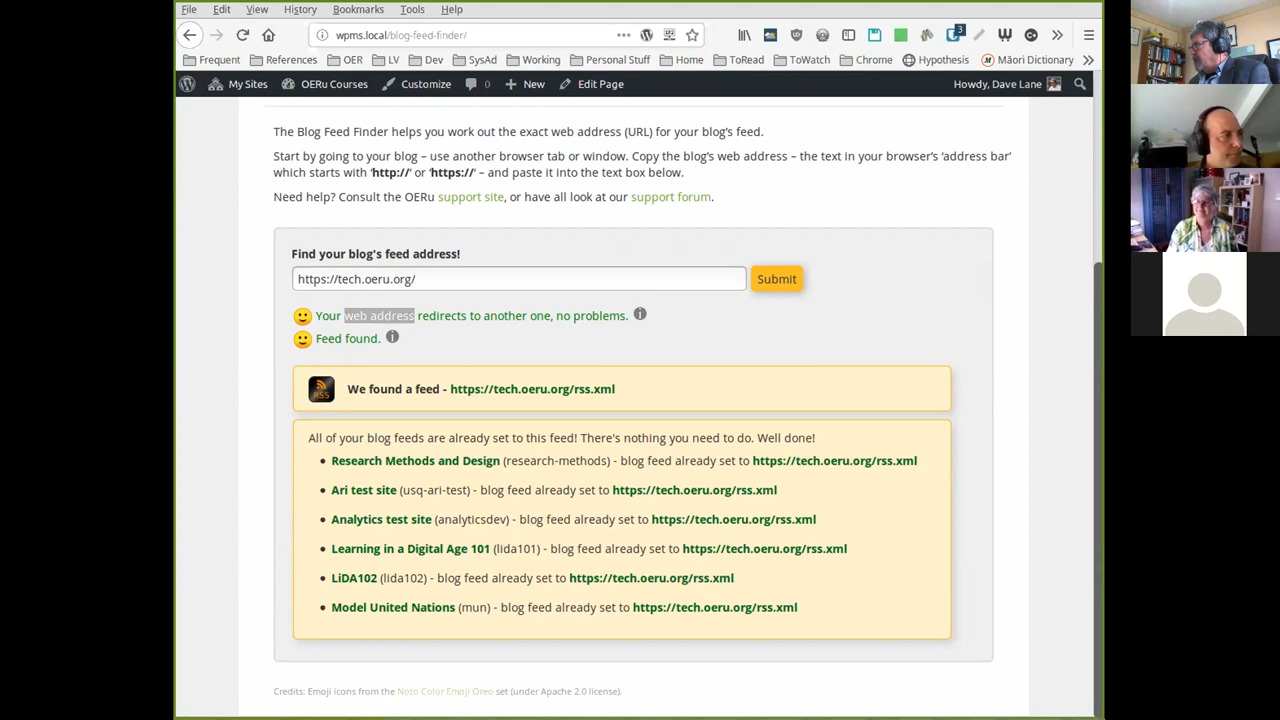 File Edit View History Bookmarks Tools Help
wpms.local/blog-feed-finder/
3
Frequent References OER LV Dev SysAd Working Personal Stuff Home ToRead ToWatch Chrome Hypothesis Māori Dictionary
My Sites OERu Courses Customize 0 New Edit Page Howdy, Dave Lane
The Blog Feed Finder helps you work out the exact web address (URL) for your blog's feed.
Start by going to your blog – use another browser tab or window. Copy the blog's web address – the text in your browser's 'address bar'
which starts with 'http://' or 'https://' – and paste it into the text box below.
Need help? Consult the OERu support site, or have all look at our support forum.
Find your blog's feed address!
https://tech.oeru.org/ Submit
Your web address redirects to another one, no problems.
Feed found.
RSS We found a feed - https://tech.oeru.org/rss.xml
All of your blog feeds are already set to this feed! There's nothing you need to do. Well done!
• Research Methods and Design (research-methods) - blog feed already set to https://tech.oeru.org/rss.xml
• Ari test site (usq-ari-test) - blog feed already set to https://tech.oeru.org/rss.xml
• Analytics test site (analyticsdev) - blog feed already set to https://tech.oeru.org/rss.xml
• Learning in a Digital Age 101 (lida101) - blog feed already set to https://tech.oeru.org/rss.xml
• LiDA102 (lida102) - blog feed already set to https://tech.oeru.org/rss.xml
• Model United Nations (mun) - blog feed already set to https://tech.oeru.org/rss.xml
Credits: Emoji icons from the Noto Color Emoji Oreo set (under Apache 2.0 license).